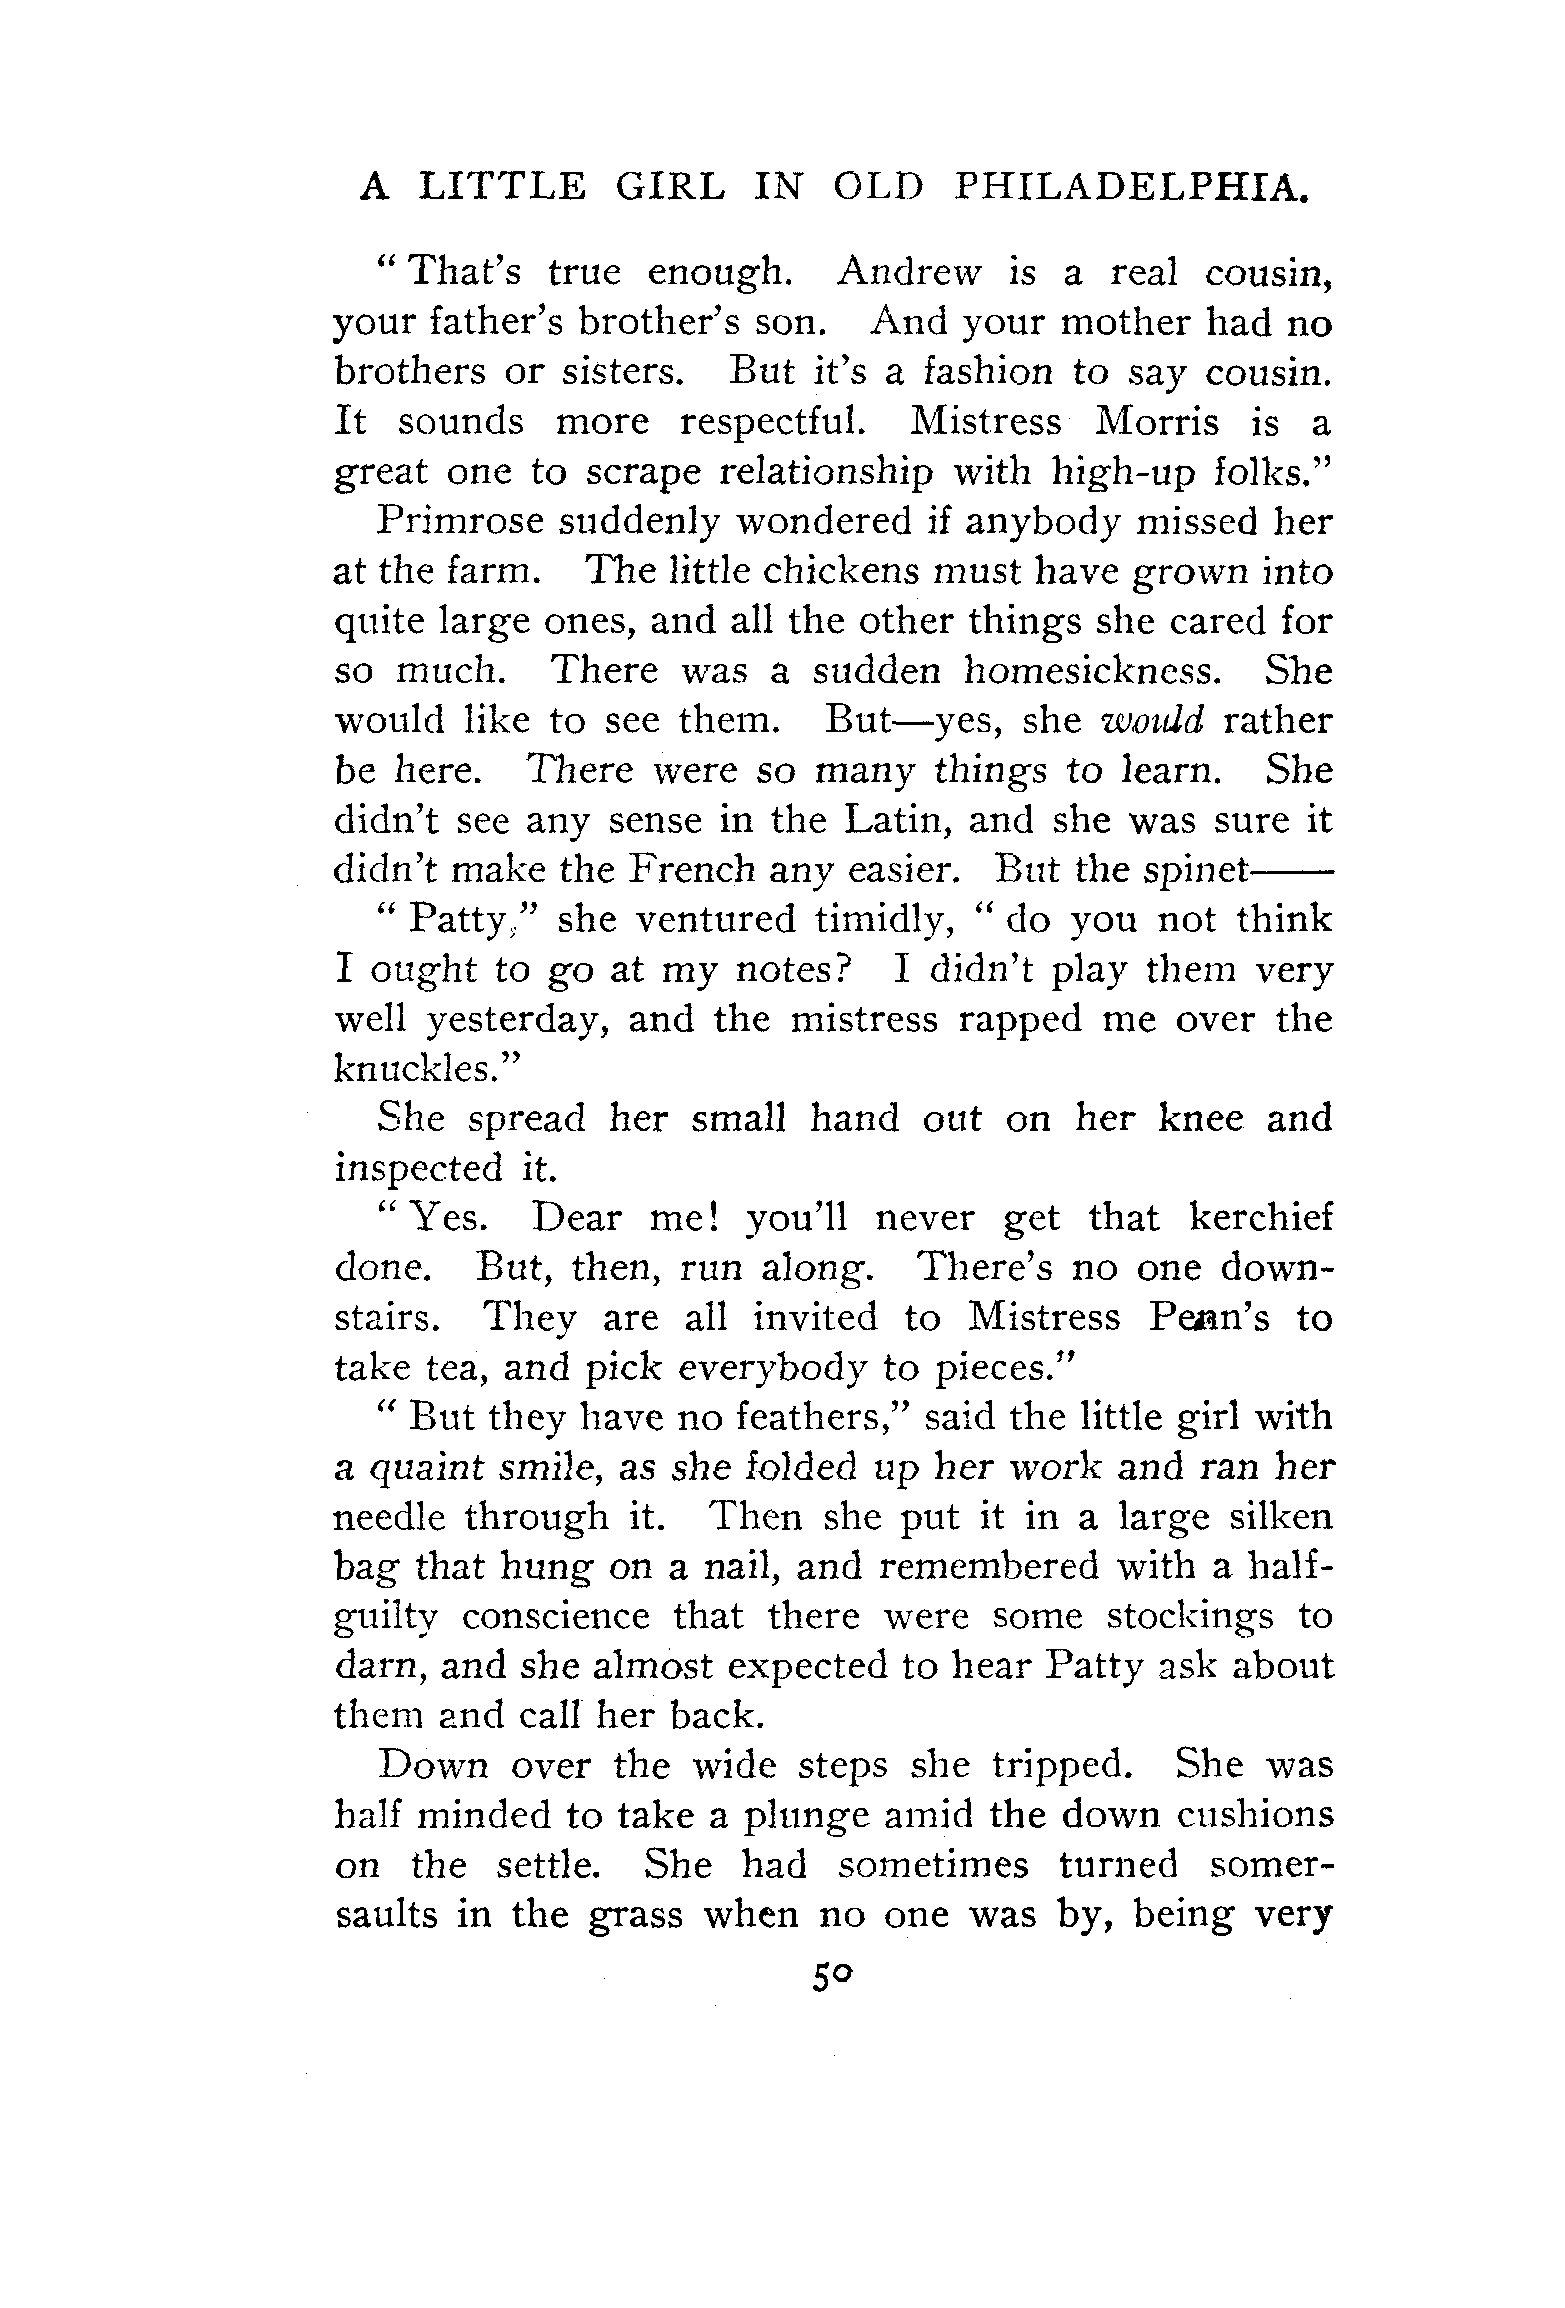 A LITTLE GIRL IN OLD PHILADELPHIA.
“ That’s true enough. Andrew is a real cousin,
your father’s brother’s son. And your mother had no
brothers or sisters. But it’s a fashion to say cousin.
It sounds more respectful. Mistress Morris is a
great one to scrape relationship with high-up folks.”
Primrose suddenly wondered if anybody missed her
at the farm. The little chickens must have grown into
quite large ones, and all the other things she cared for
so much. There was a sudden homesickness. She
would like to see them. But—yes, she would rather
be here. There were so many things to learn. She
didn’t see any sense in the Latin, and she was sure it
didn’t make the French any easier. But the spinet——
“ Patty,” she ventured timidly, “ do you not think
I ought to go at my notes? I didn’t play them very
well yesterday, and the mistress rapped me over the
knuckles.”
She spread her small hand out on her knee and
inspected it.
“ Yes. Dear me! you’ll never get that kerchief
done. But, then, run along. There’s no one down-
stairs. They are all invited to Mistress Penn’s to
take tea, and pick everybody to pieces.”
“ But they have no feathers,” said the little girl with
a quaint smile, as she folded up her work and ran her
needle through it. Then she put it in a large silken
bag that hung on a nail, and remembered with a half-
guilty conscience that there were some stockings to
darn, and she almost expected to hear Patty ask about
them and call her back.
Down over the wide steps she tripped. She was
half minded to take a plunge amid the down cushions
on the settle. She had sometimes turned somer-
saults in the grass when no one was by, being very
50